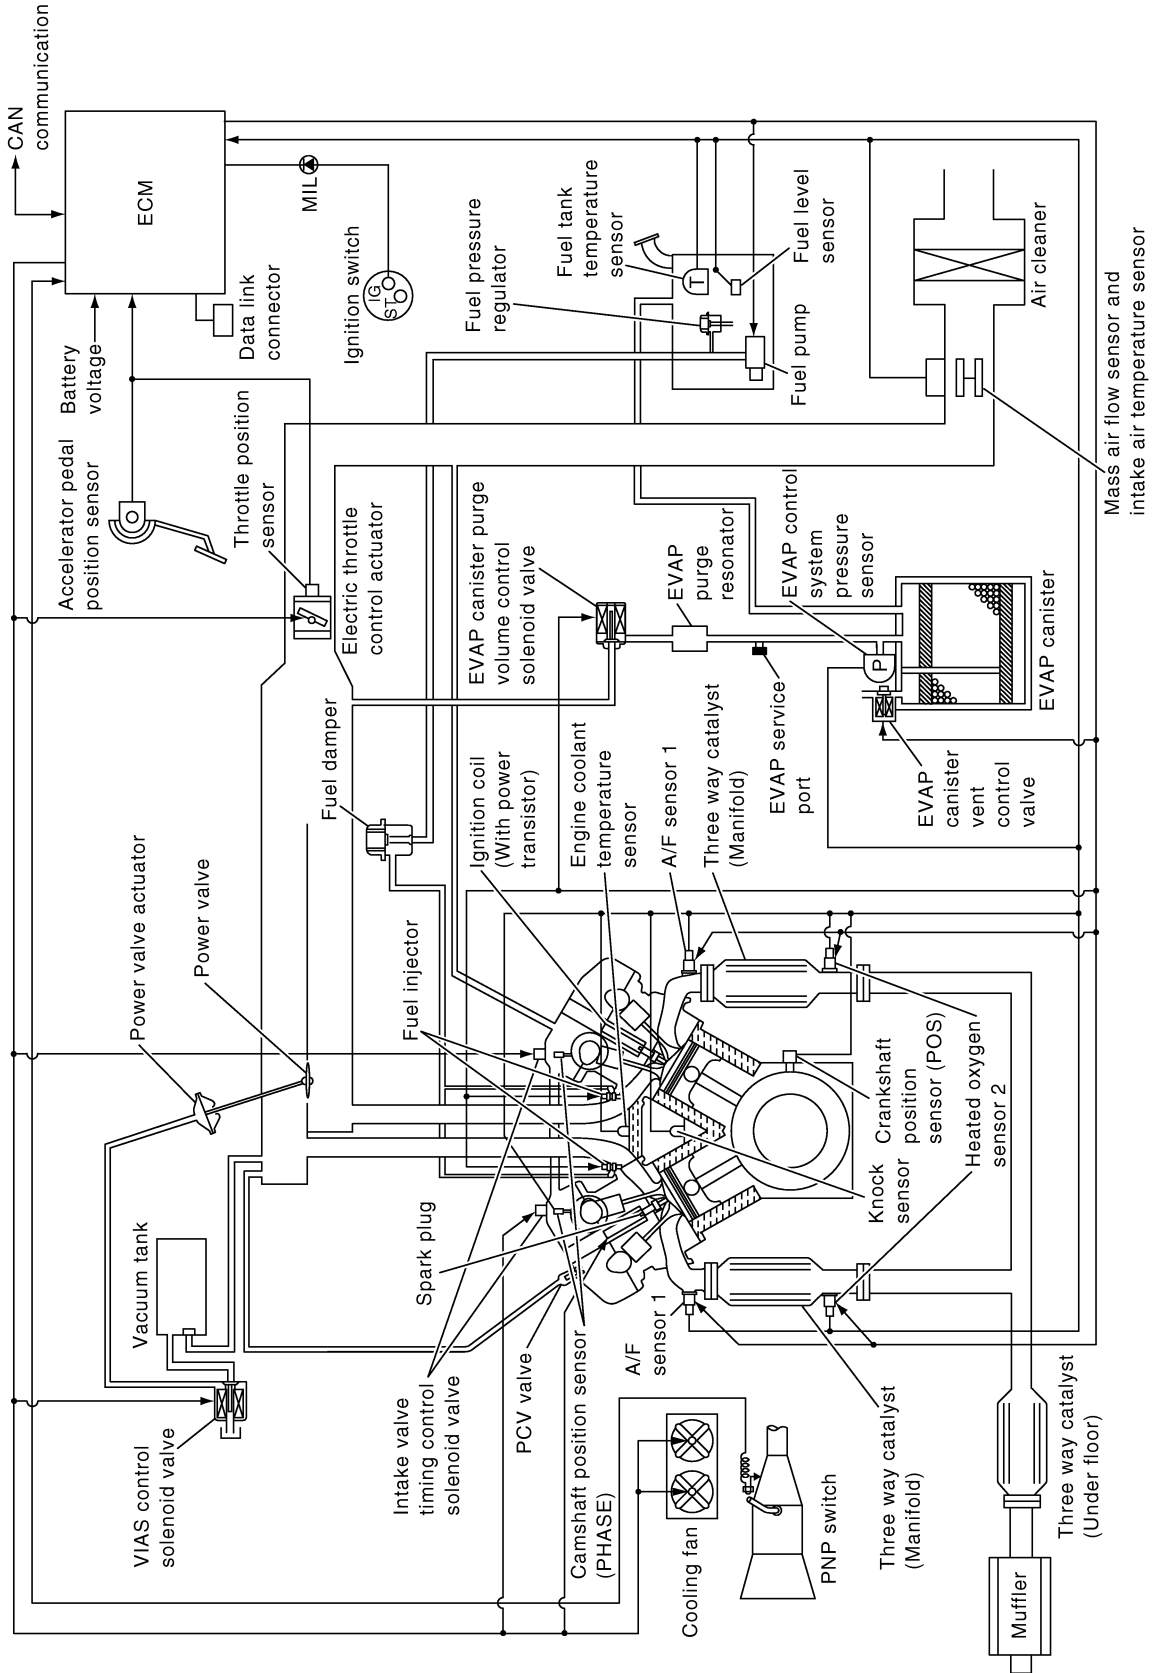 CAN
communication
ECM
MIL
Data link
connector
Ignition switch
IG
ST
Battery
voltage
Accelerator pedal
position sensor
Throttle position
sensor
Electric throttle
control actuator
Fuel pressure
regulator
Fuel tank
temperature
sensor
T
Fuel level
sensor
Fuel pump
Air cleaner
Mass air flow sensor and
intake air temperature sensor
EVAP canister purge
volume control
solenoid valve
EVAP
purge
resonator
EVAP control
system
pressure
sensor
P
EVAP canister
EVAP service
port
EVAP
canister
vent
control
valve
Fuel damper
Power valve actuator
Power valve
Fuel injector
Ignition coil
(With power
transistor)
Engine coolant
temperature
sensor
A/F sensor 1
Three way catalyst
(Manifold)
Crankshaft
position
sensor (POS)
Heated oxygen
sensor 2
Knock
sensor
Vacuum tank
VIAS control
solenoid valve
Spark plug
Intake valve
timing control
solenoid valve
PCV valve
Camshaft position sensor
(PHASE)
A/F
sensor 1
Cooling fan
PNP switch
Three way catalyst
(Manifold)
Three way catalyst
(Under floor)
Muffler